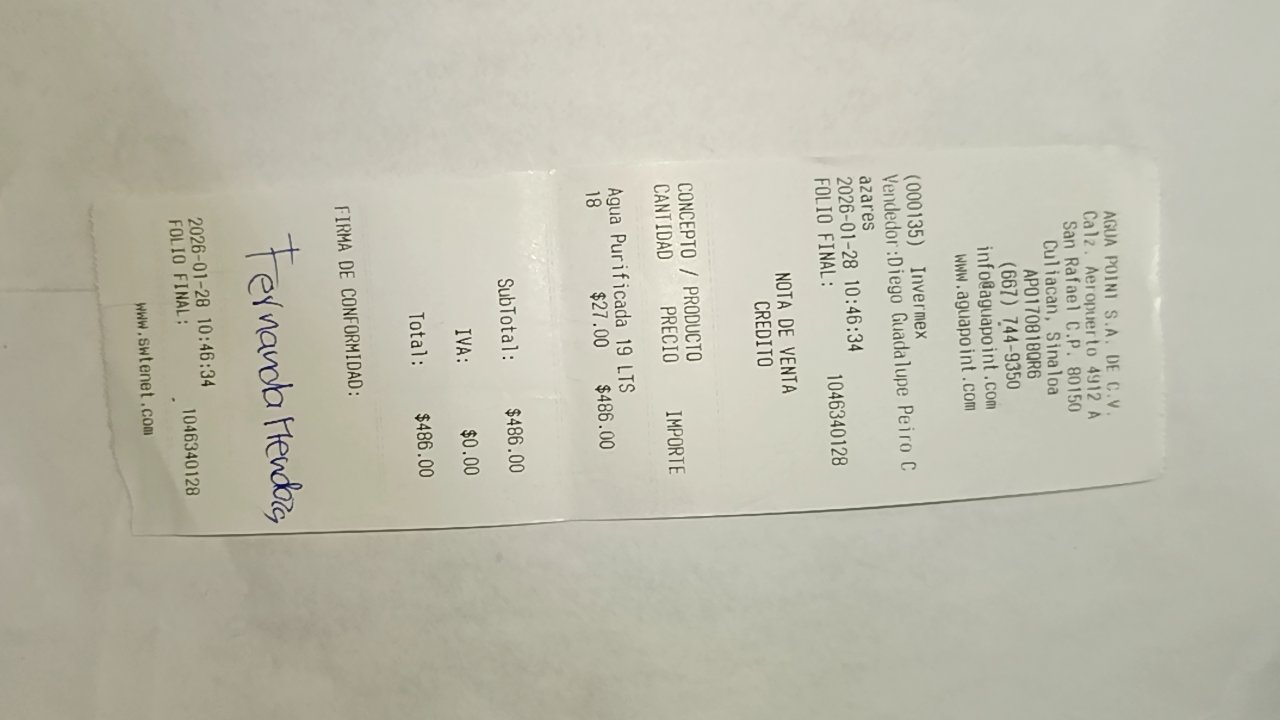 AGUA POINT S.A. DE C.V.
Calz. Aeropuerto 4912 A
San Rafael C.P. 80150
Culiacan, Sinaloa
APO170818QR6
(667) 744-9350
info@aguapoint.com
www.aguapoint.com
(000135) Invermex
Vendedor:Diego Guadalupe Peiro C
azares
2026-01-28 10:46:34
FOLIO FINAL: 1046340128
NOTA DE VENTA
CREDITO
CONCEPTO / PRODUCTO
CANTIDAD PRECIO IMPORTE
Agua Purificada 19 LTS
18 $27.00 $486.00
SubTotal: $486.00
IVA: $0.00
Total: $486.00
FIRMA DE CONFORMIDAD:
Fernanda Mendoza
2026-01-28 10:46:34
FOLIO FINAL: 1046340128
www.swtenet.com